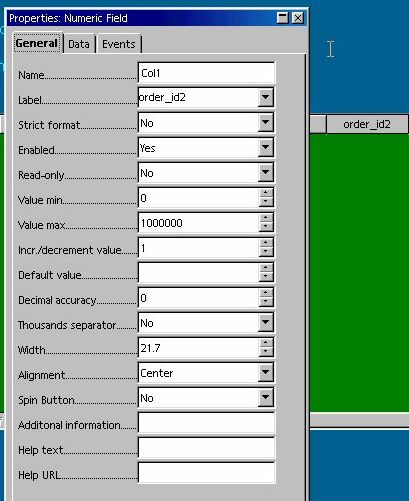 Properties: Numeric Field
General Data Events
Name Col1
Label order_id2
Strict format No
Enabled Yes
Read-only No
Value min 0
Value max 1000000
Incr./decrement value 1
Default value
Decimal accuracy 0
Thousands separator No
Width 21.7
Alignment Center
Spin Button No
Additonal information
Help text
Help URL
order_id2